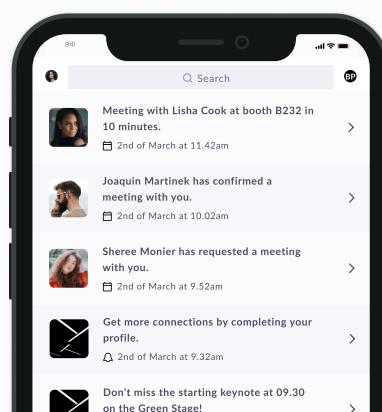 9:41
Search
BP
Meeting with Lisha Cook at booth B232 in
10 minutes.
2nd of March at 11.42am
Joaquin Martinek has confirmed a
meeting with you.
2nd of March at 10.02am
Sheree Monier has requested a meeting
with you.
2nd of March at 9.52am
Get more connections by completing your
profile.
2nd of March at 9.32am
Don’t miss the starting keynote at 09.30
on the Green Stage!